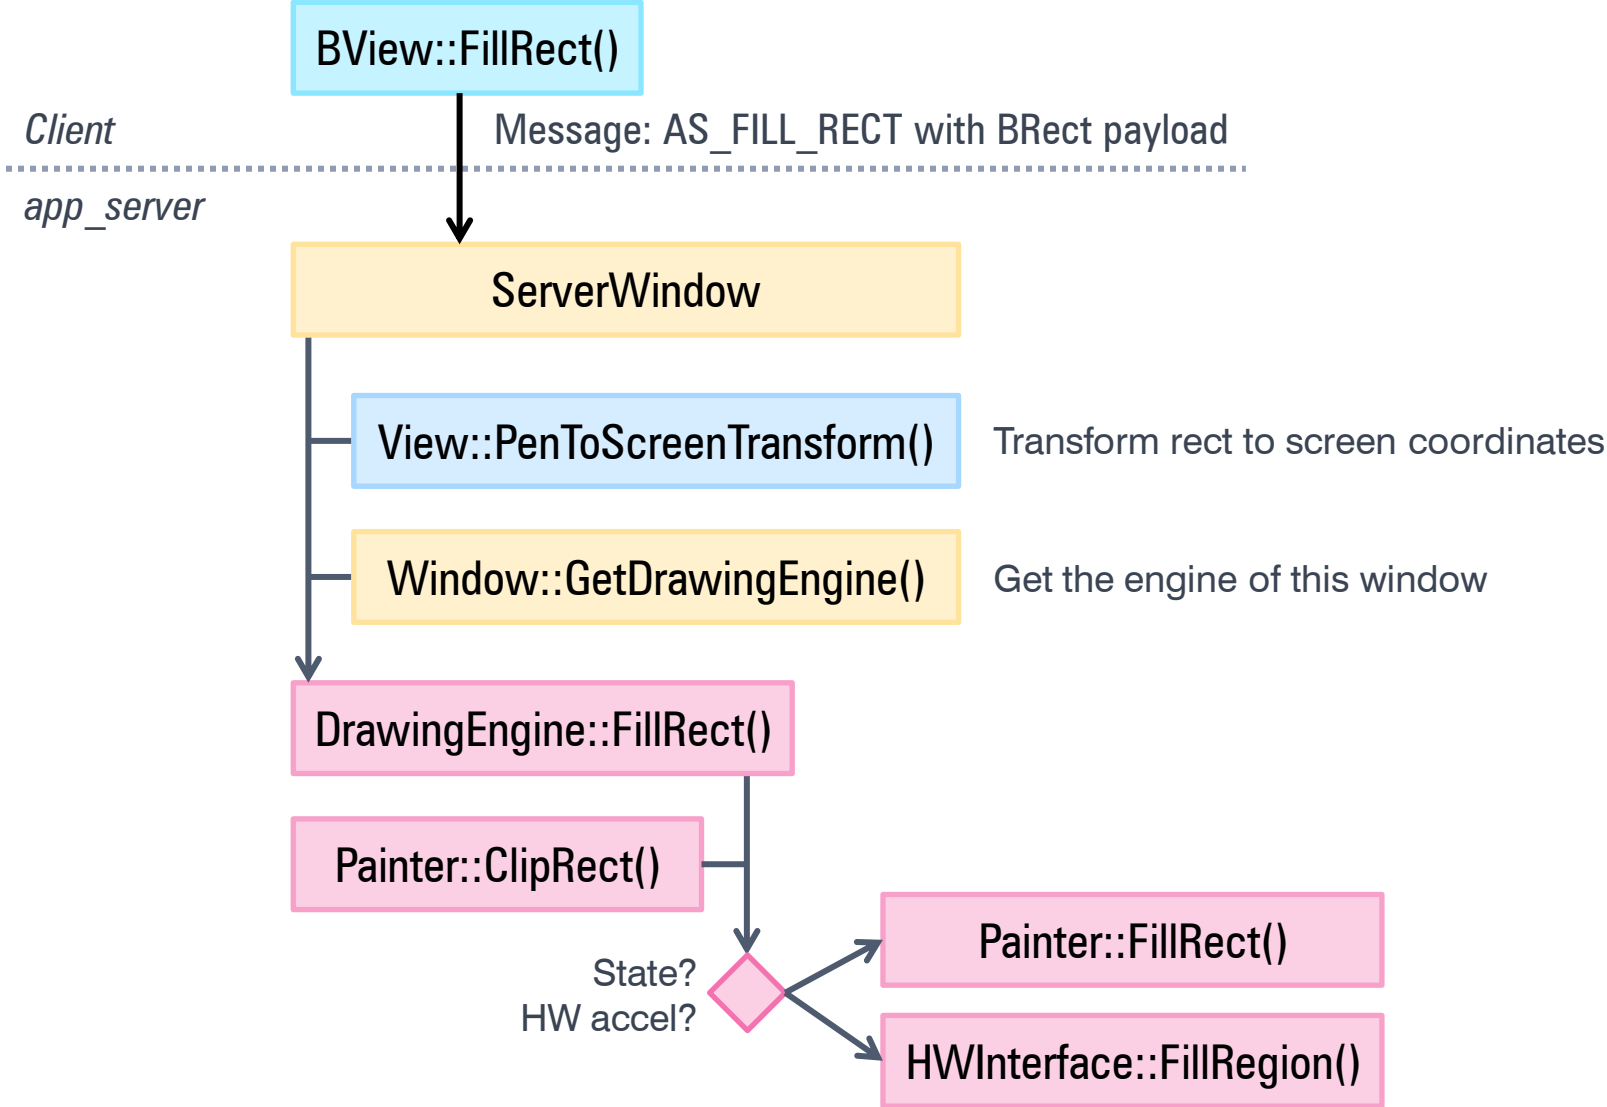 BView::FillRect()
Client
Message: AS_FILL_RECT with BRect payload
app_server
ServerWindow
View::PenToScreenTransform()
Transform rect to screen coordinates
Window::GetDrawingEngine()
Get the engine of this window
DrawingEngine::FillRect()
Painter::ClipRect()
Painter::FillRect()
State?
HW accel?
HWInterface::FillRegion()